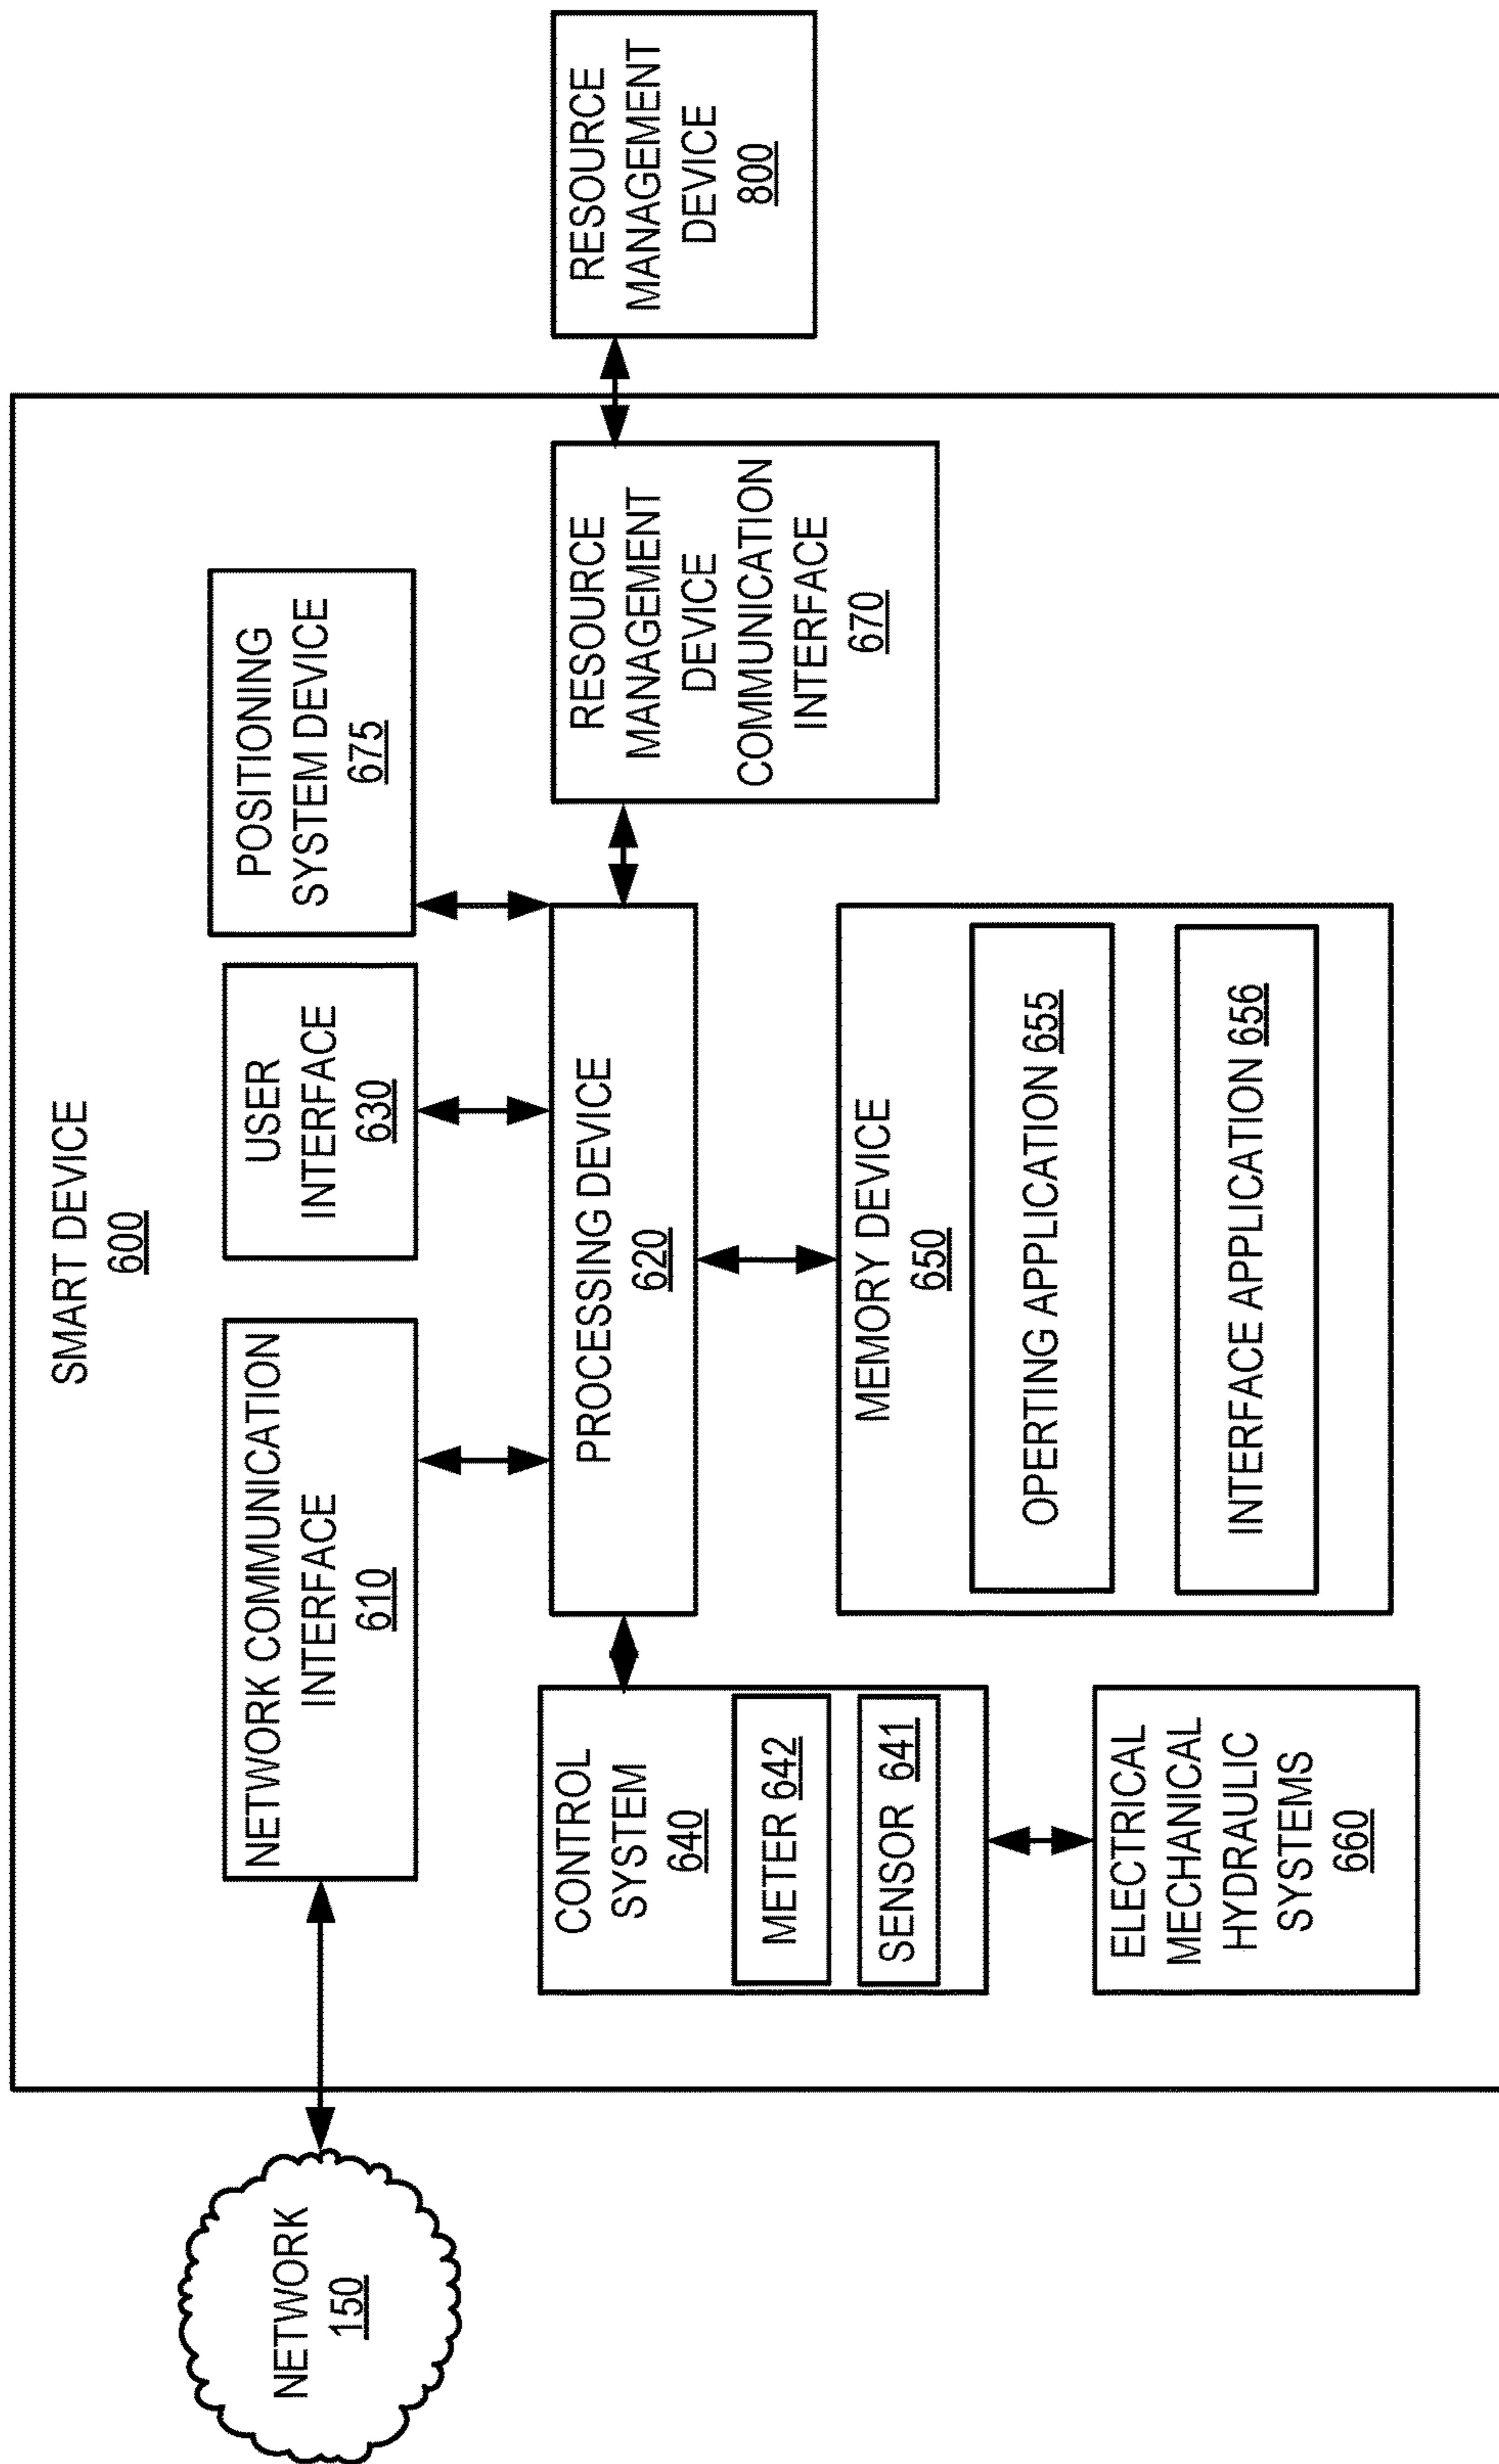 SMART DEVICE
600
NETWORK
150
NETWORK COMMUNICATION
INTERFACE
610
USER
INTERFACE
630
POSITIONING
SYSTEM DEVICE
675
CONTROL
SYSTEM
640
METER 642
SENSOR 641
PROCESSING DEVICE
620
RESOURCE
MANAGEMENT
DEVICE
COMMUNICATION
INTERFACE
670
RESOURCE
MANAGEMENT
DEVICE
800
MEMORY DEVICE
650
OPERTING APPLICATION 655
INTERFACE APPLICATION 656
ELECTRICAL
MECHANICAL
HYDRAULIC
SYSTEMS
660